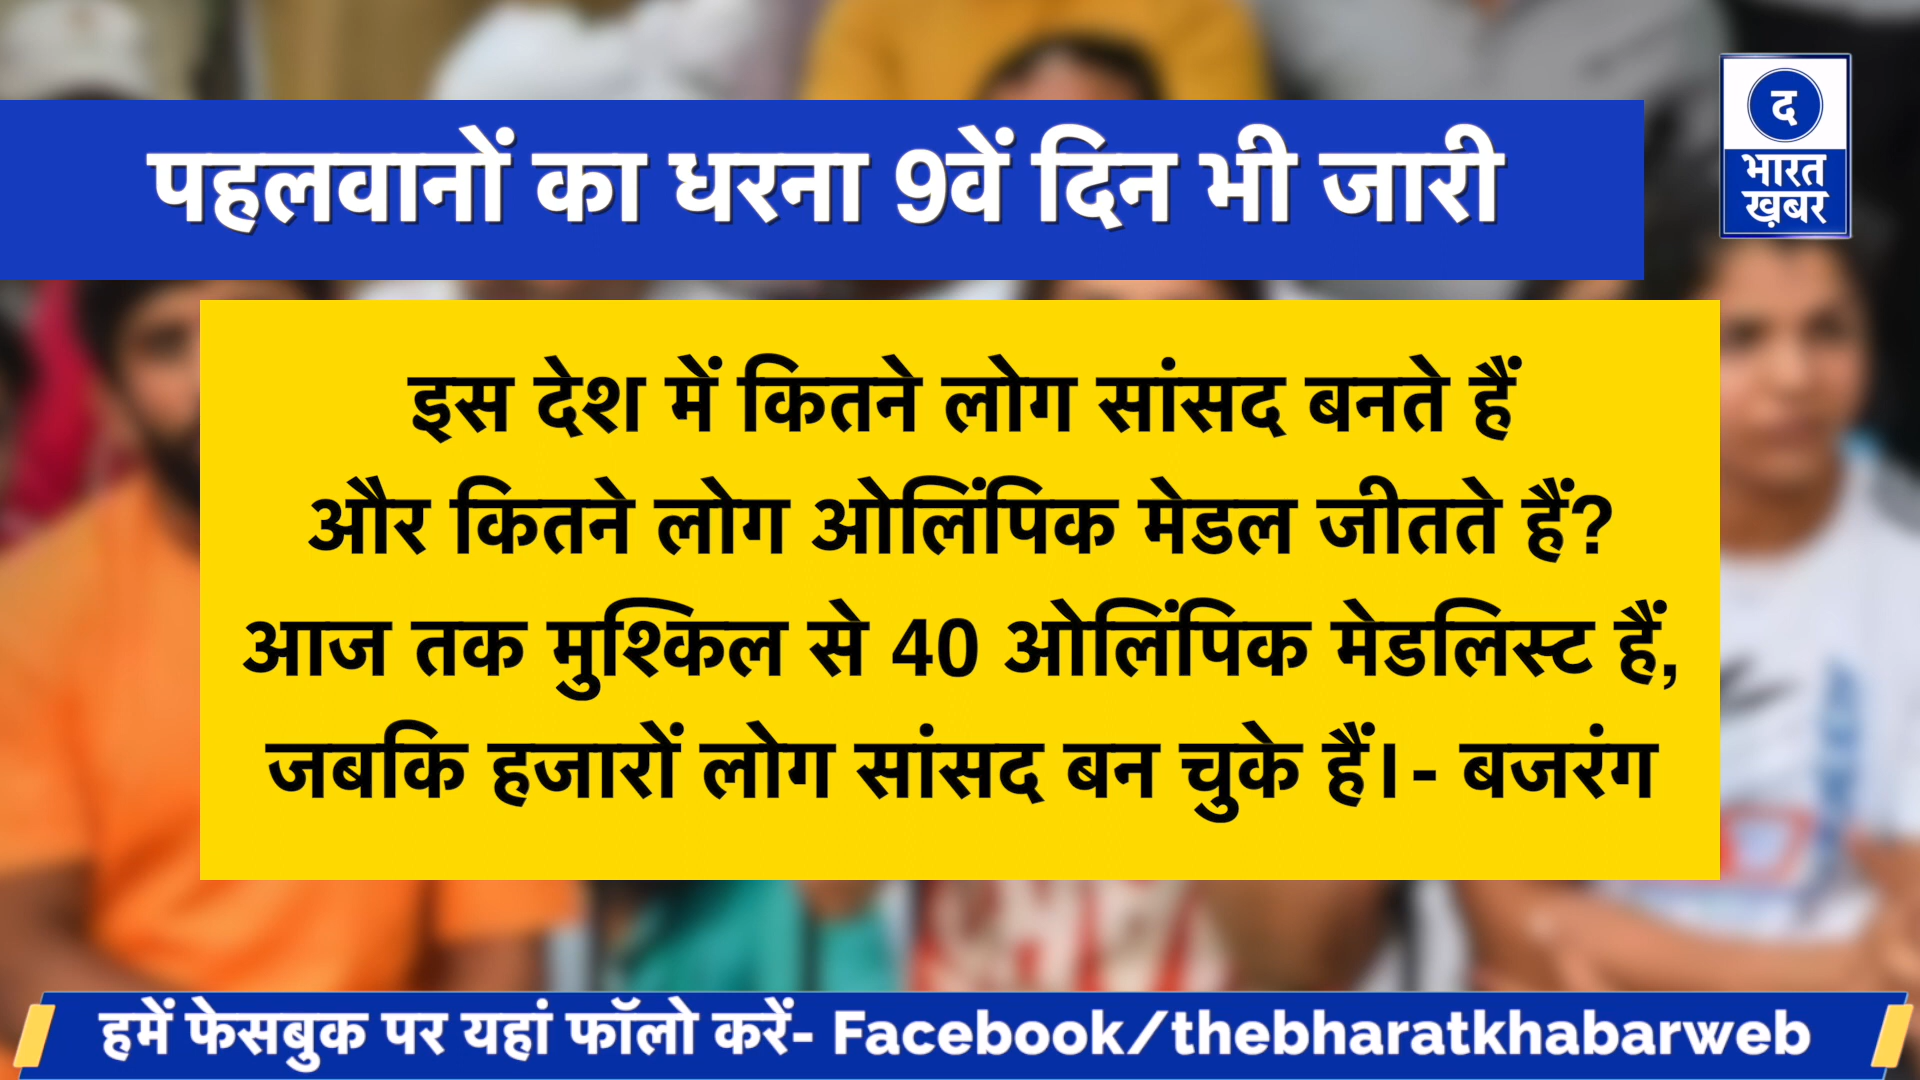 पहलवानों का धरना 9वें दिन भी जारी
द
भारत
ख़बर
इस देश में कितने लोग सांसद बनते हैं
और कितने लोग ओलिंपिक मेडल जीतते हैं?
आज तक मुश्किल से 40 ओलिंपिक मेडलिस्ट हैं,
जबकि हजारों लोग सांसद बन चुके हैं।- बजरंग
हमें फेसबुक पर यहां फॉलो करें- Facebook/thebharatkhabarweb